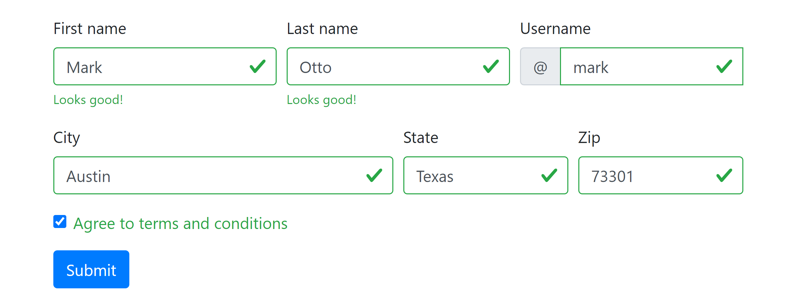 First name Last name Username
Mark Otto @ mark
Looks good! Looks good!
City State Zip
Austin Texas 73301
Agree to terms and conditions
Submit